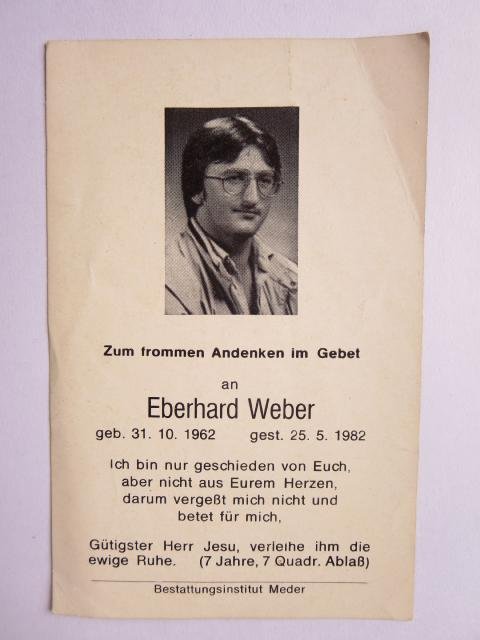 Zum frommen Andenken im Gebet
an
Eberhard Weber
geb. 31. 10. 1962 gest. 25. 5. 1982
Ich bin nur geschieden von Euch,
aber nicht aus Eurem Herzen,
darum vergeßt mich nicht und
betet für mich,
Gütigster Herr Jesu, verleihe ihm die
ewige Ruhe. (7 Jahre, 7 Quadr. Ablaß)
Bestattungsinstitut Meder